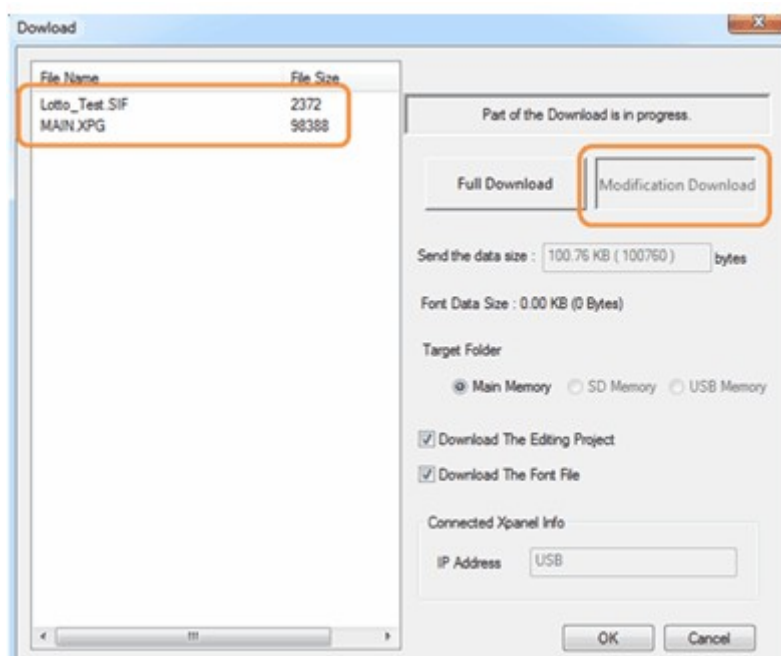 Dowload
File Name File Size
Lotto_Test.SIF 2372
MAIN.XPG 98388
Part of the Download is in progress.
Full Download Modification Download
Send the data size : 100.76 KB ( 100760 ) bytes
Font Data Size : 0.00 KB (0 Bytes)
Target Folder
Main Memory SD Memory USB Memory
Download The Editing Project
Download The Font File
Connected Xpanel Info
IP Address USB
OK Cancel